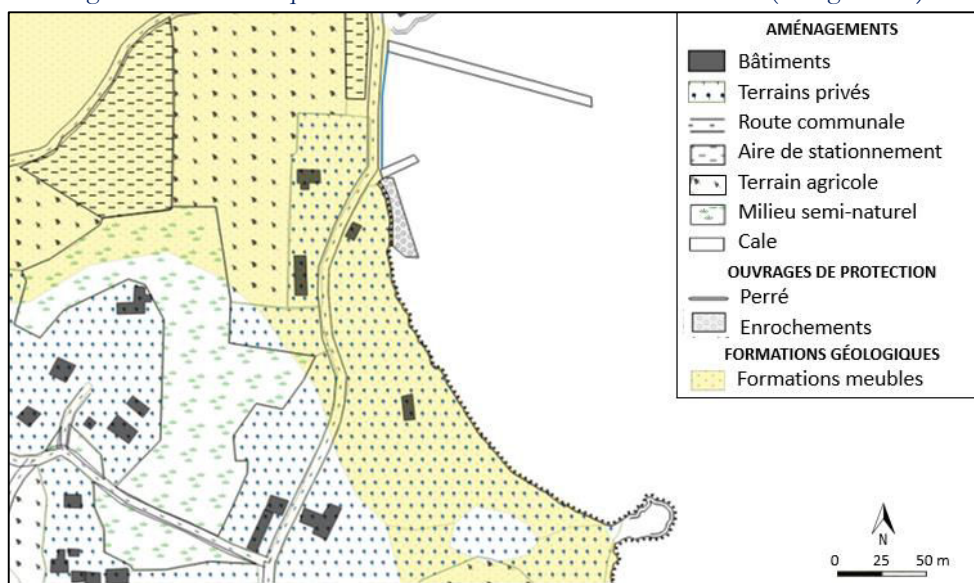 AMÉNAGEMENTS
Bâtiments
Terrains privés
Route communale
Aire de stationnement
Terrain agricole
Milieu semi-naturel
Cale
OUVRAGES DE PROTECTION
Perré
Enrochements
FORMATIONS GÉOLOGIQUES
Formations meubles
N
0 25 50 m